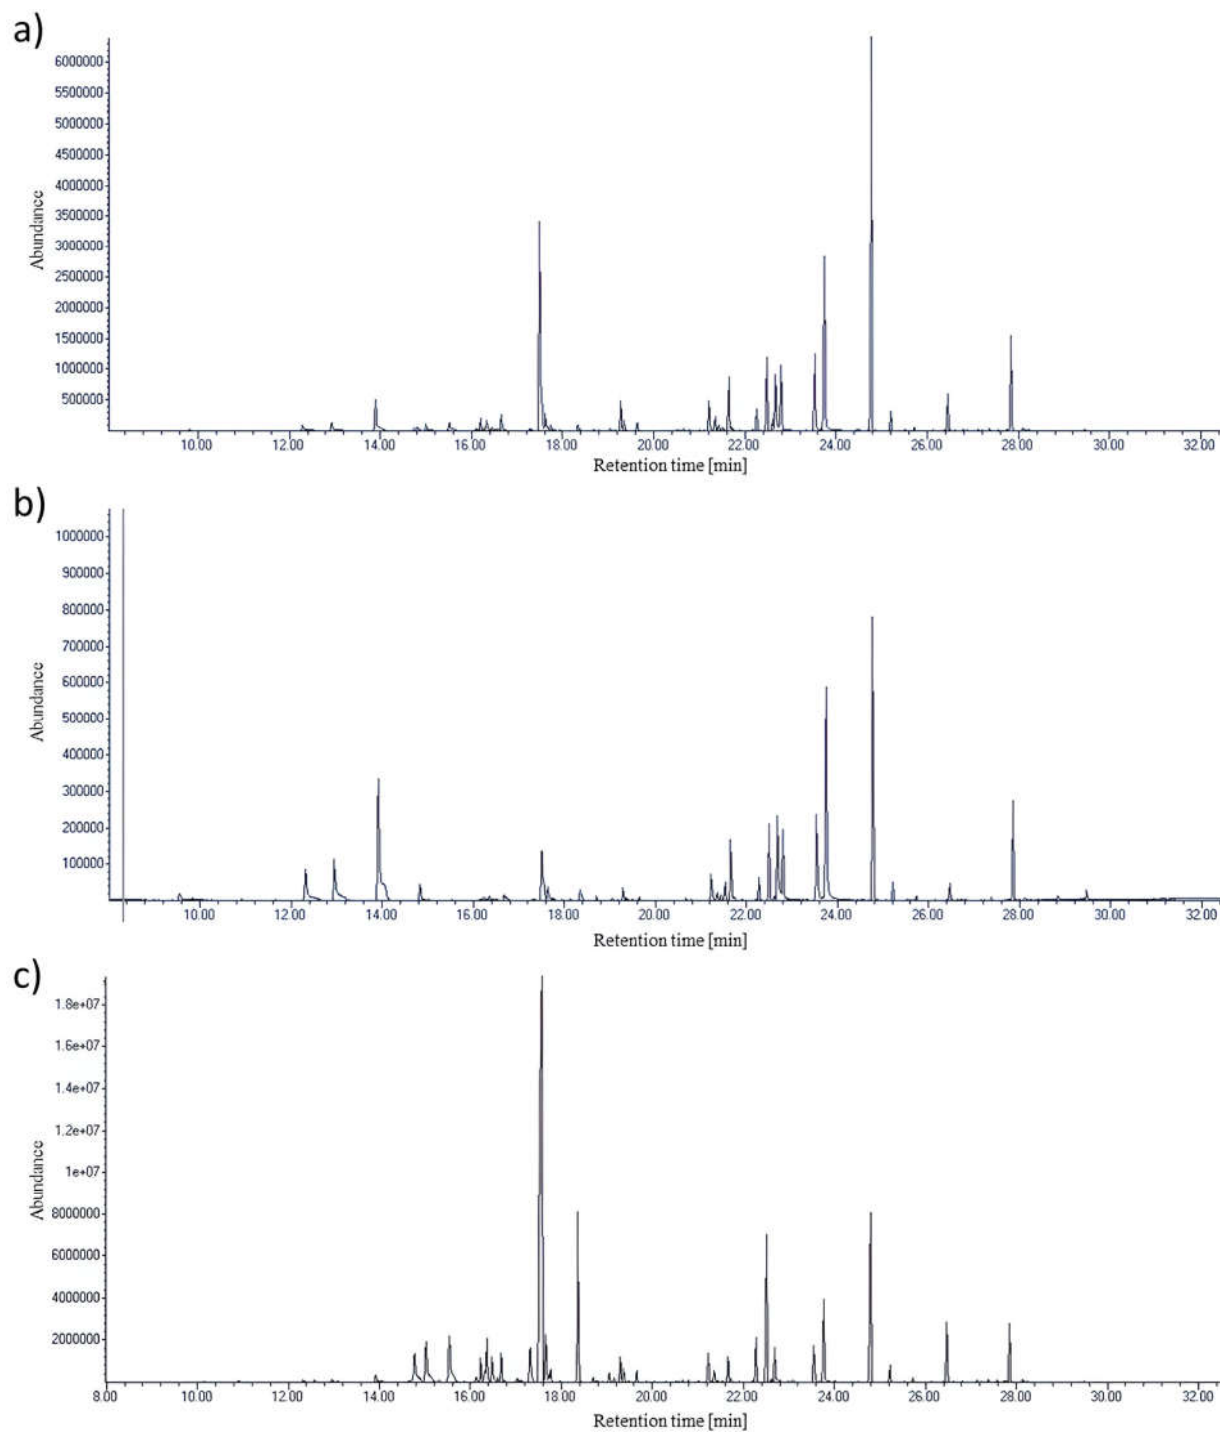 a)
6000000
5500000
5000000
4500000
4000000
3500000
3000000
2500000
2000000
1500000
1000000
500000
Abundance
10.00 12.00 14.00 16.00 18.00 20.00 22.00 24.00 26.00 28.00 30.00 32.00
Retention time [min]
b)
1000000
900000
800000
700000
600000
500000
400000
300000
200000
100000
Abundance
10.00 12.00 14.00 16.00 18.00 20.00 22.00 24.00 26.00 28.00 30.00 32.00
Retention time [min]
c)
1.8e+07
1.6e+07
1.4e+07
1.2e+07
1e+07
8000000
6000000
4000000
2000000
Abundance
8.00 10.00 12.00 14.00 16.00 18.00 20.00 22.00 24.00 26.00 28.00 30.00 32.00
Retention time [min]